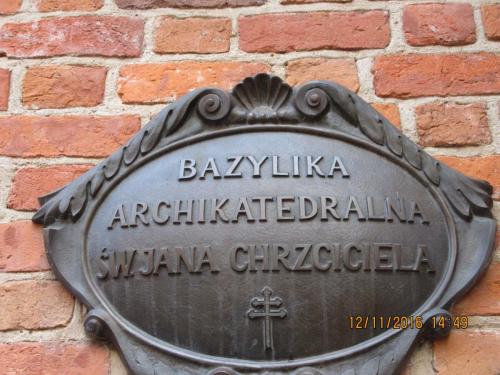 BAZYLIKA
ARCHIKATEDRALNA
ŚW.JANA CHRZCICIELA
12/11/2016 14:49